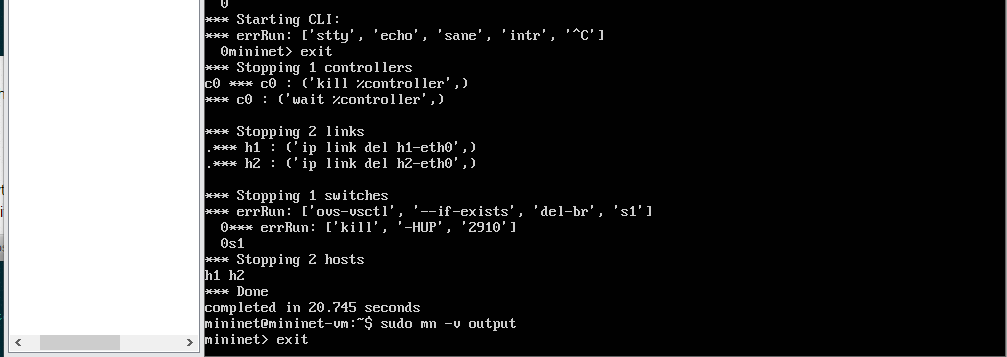 0
*** Starting CLI:
*** errRun: ['stty', 'echo', 'sane', 'intr', '^C']
  0mininet> exit
*** Stopping 1 controllers
c0 *** c0 : ('kill %controller',)
*** c0 : ('wait %controller',)
*** Stopping 2 links
.*** h1 : ('ip link del h1-eth0',)
.*** h2 : ('ip link del h2-eth0',)
*** Stopping 1 switches
*** errRun: ['ovs-vsctl', '--if-exists', 'del-br', 's1']
  0*** errRun: ['kill', '-HUP', '2910']
  0s1
*** Stopping 2 hosts
h1 h2
*** Done
completed in 20.745 seconds
mininet@mininet-vm:~$ sudo mn -v output
mininet> exit